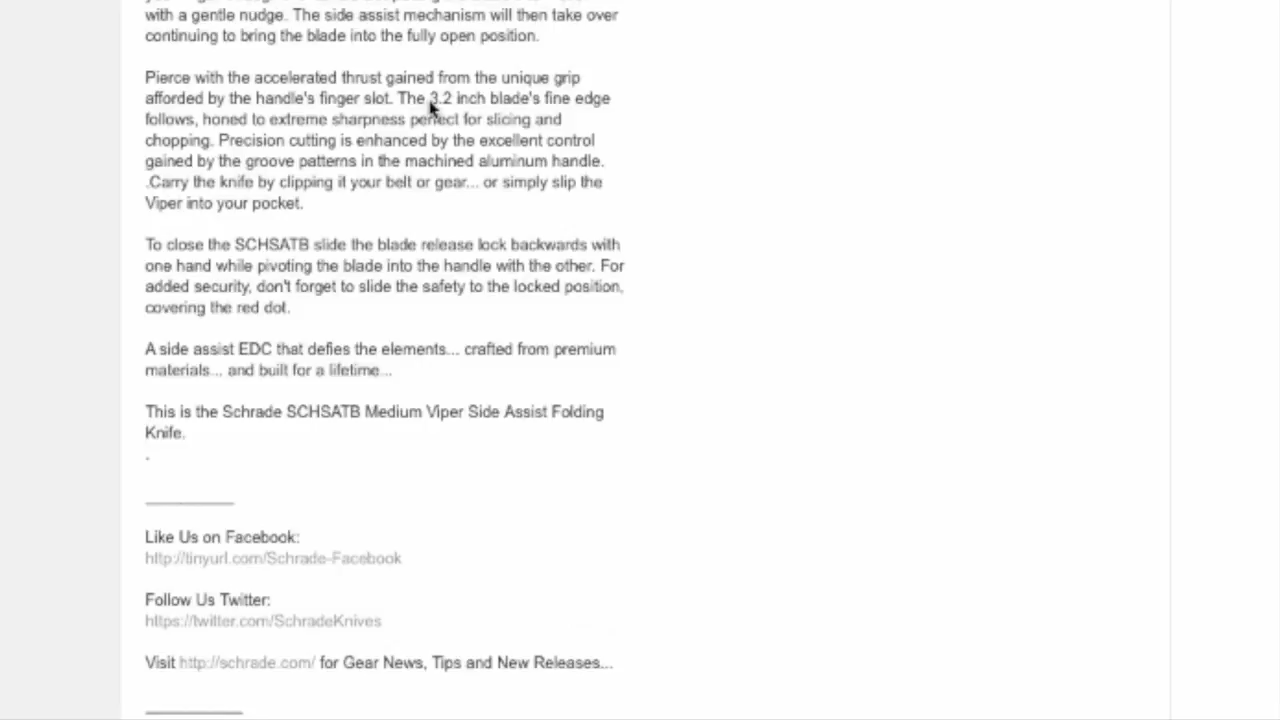 with a gentle nudge. The side assist mechanism will then take over
continuing to bring the blade into the fully open position.
Pierce with the accelerated thrust gained from the unique grip
afforded by the handle's finger slot. The 3.2 inch blade's fine edge
follows, honed to extreme sharpness perfect for slicing and
chopping. Precision cutting is enhanced by the excellent control
gained by the groove patterns in the machined aluminum handle.
.Carry the knife by clipping it your belt or gear... or simply slip the
Viper into your pocket.
To close the SCHSATB slide the blade release lock backwards with
one hand while pivoting the blade into the handle with the other. For
added security, don't forget to slide the safety to the locked position,
covering the red dot.
A side assist EDC that defies the elements... crafted from premium
materials... and built for a lifetime...
This is the Schrade SCHSATB Medium Viper Side Assist Folding
Knife.
.
___________
Like Us on Facebook:
http://tinyurl.com/Schrade-Facebook
Follow Us Twitter:
https://twitter.com/SchradeKnives
Visit http://schrade.com/ for Gear News, Tips and New Releases...
____________